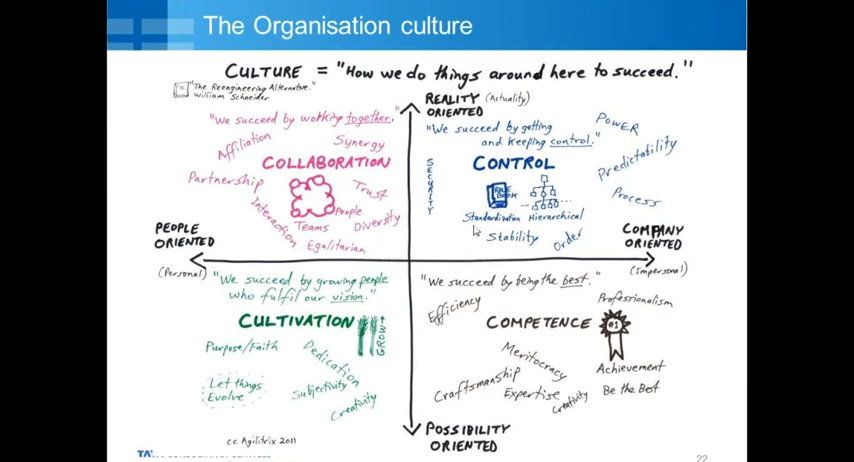 The Organisation culture
CULTURE = "How we do things around here to succeed."
"The Reengineering Alternative."
William Schneider
REALITY (Actuality)
ORIENTED
"We succeed by working together."
Affiliation
Synergy
COLLABORATION
Partnership
Trust
People
Interaction
Teams
Diversity
Egalitarian
"We succeed by getting
and keeping control."
POWER
SECURITY
CONTROL
Predictability
RULE
BOOK
Process
Standardization
Hierarchical
Stability
Order
PEOPLE
ORIENTED
(Personal)
COMPANY
ORIENTED
(Impersonal)
"We succeed by growing people
who fulfil our vision."
CULTIVATION
GROW
Purpose/Faith
Dedication
Let things
Evolve
Subjectivity
Creativity
"We succeed by being the best."
Efficiency
Professionalism
COMPETENCE
#1
Meritocracy
Achievement
Craftsmanship
Expertise
Be the Best
Creativity
POSSIBILITY
ORIENTED
cc Agilitrix 2011
22